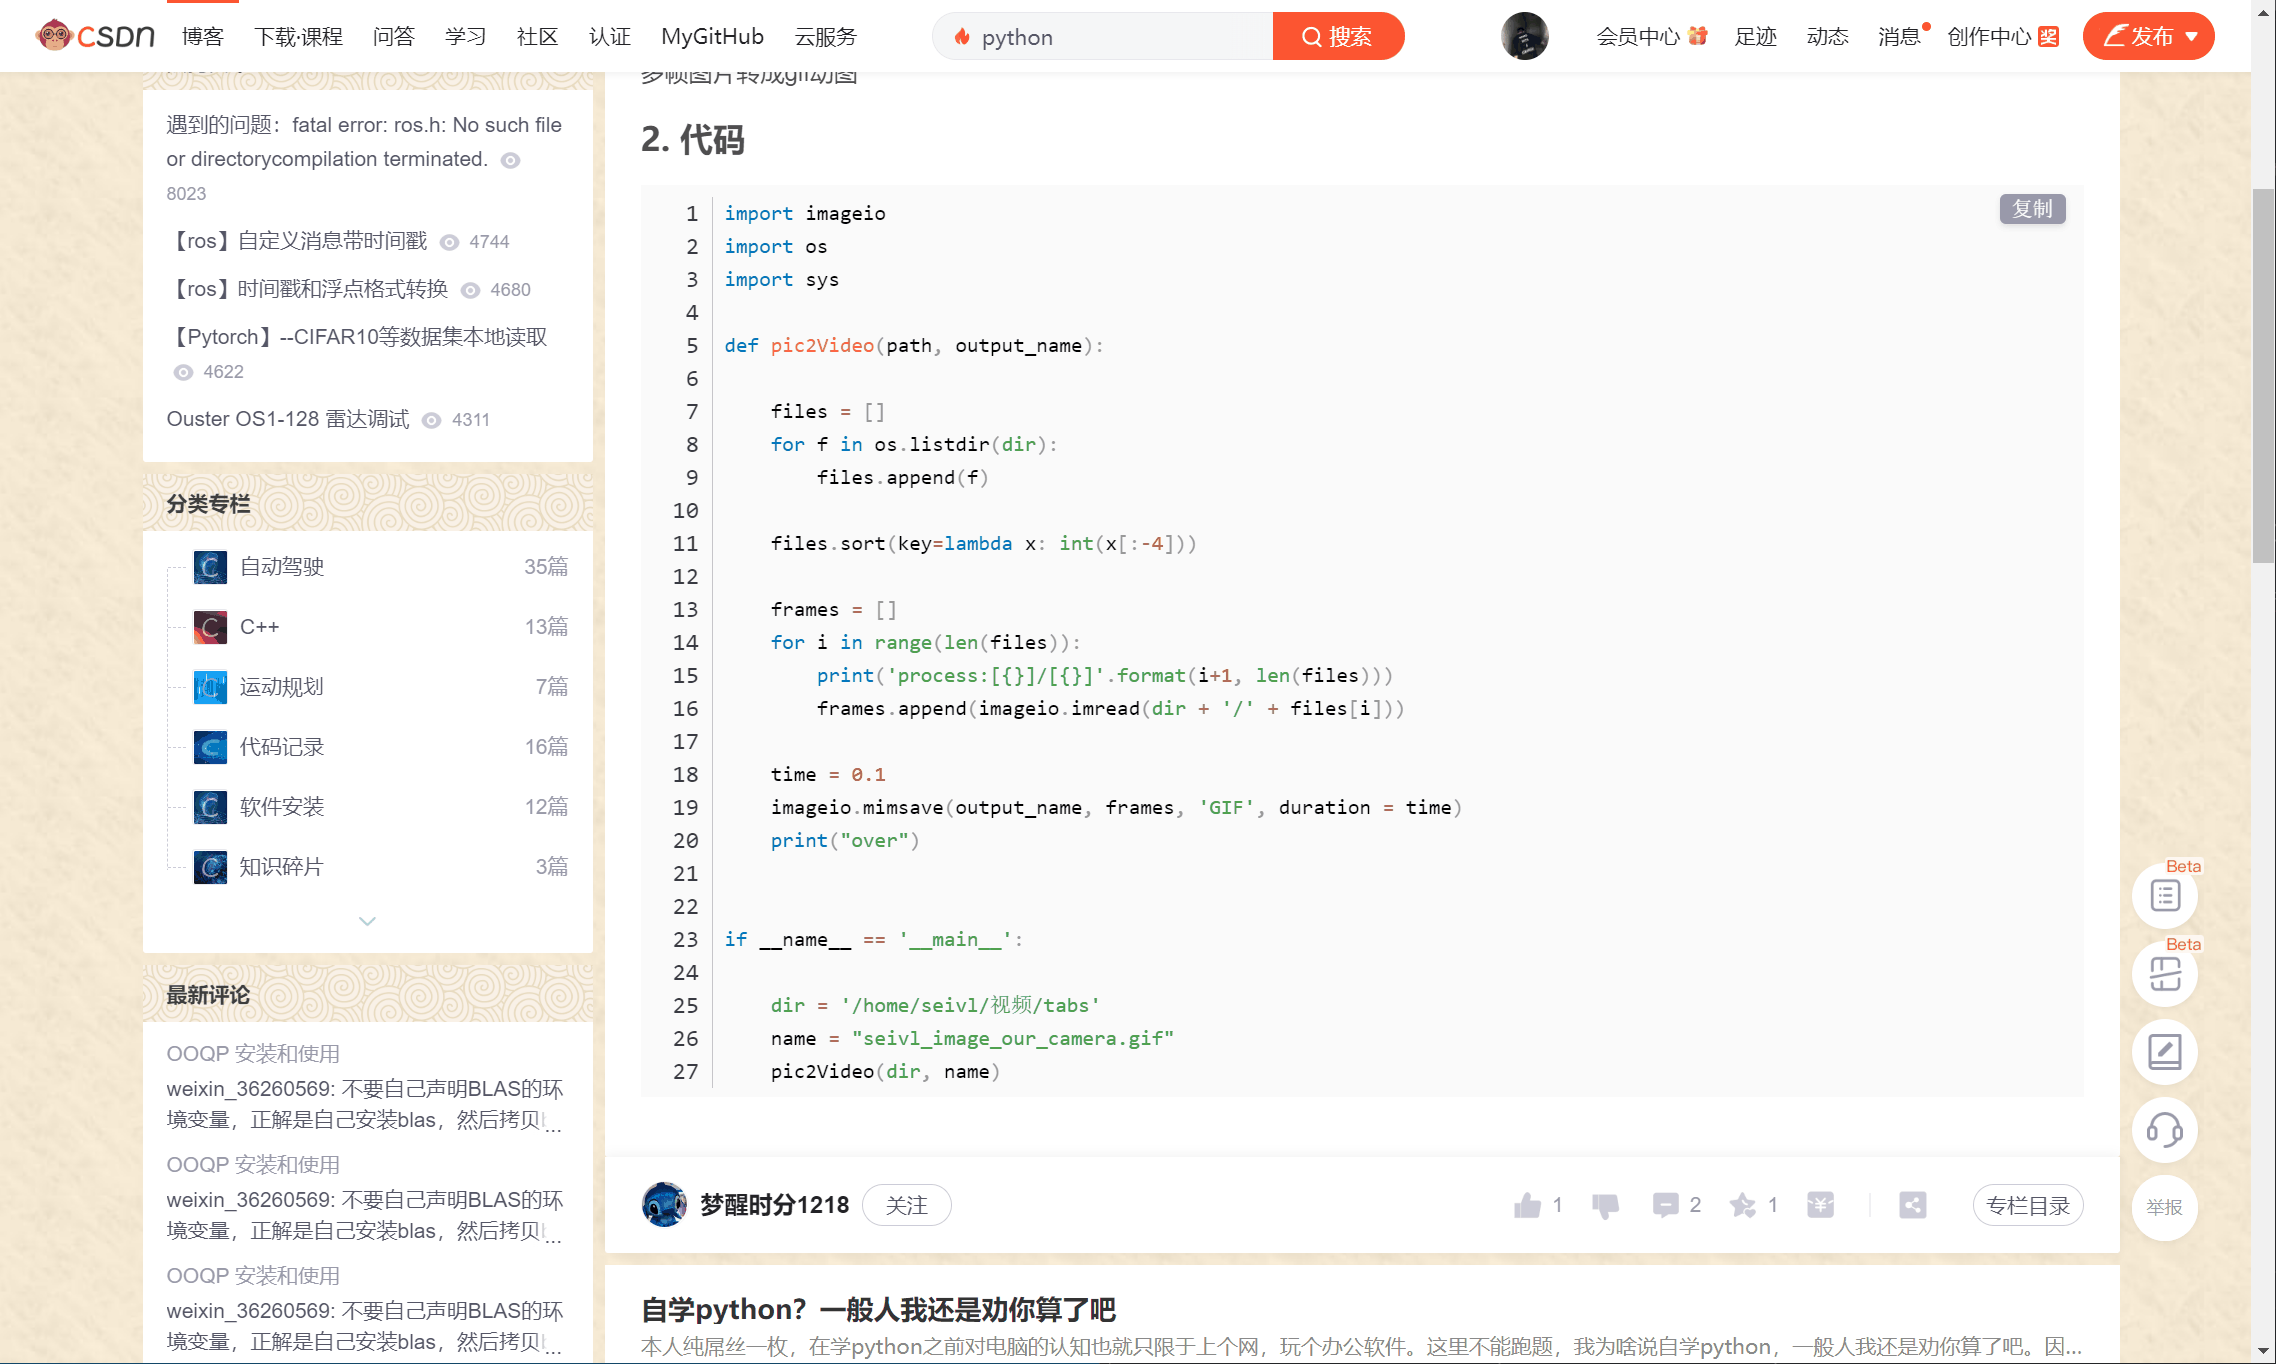 CSDN 博客 下载·课程 问答 学习 社区 认证 MyGitHub 云服务 python 搜索 会员中心 足迹 动态 消息 创作中心 奖 发布
多帧图片转成gif动图
遇到的问题：fatal error: ros.h: No such file
or directorycompilation terminated.
8023
【ros】自定义消息带时间戳 4744
【ros】时间戳和浮点格式转换 4680
【Pytorch】--CIFAR10等数据集本地读取
4622
Ouster OS1-128 雷达调试 4311
分类专栏
自动驾驶 35篇
C++ 13篇
运动规划 7篇
代码记录 16篇
软件安装 12篇
知识碎片 3篇
最新评论
OOQP 安装和使用
weixin_36260569: 不要自己声明BLAS的环
境变量，正解是自己安装blas，然后拷贝...
OOQP 安装和使用
weixin_36260569: 不要自己声明BLAS的环
境变量，正解是自己安装blas，然后拷贝...
OOQP 安装和使用
weixin_36260569: 不要自己声明BLAS的环
境变量，正解是自己安装blas，然后拷贝...
2. 代码
复制
1 import imageio
2 import os
3 import sys
4
5 def pic2Video(path, output_name):
6
7     files = []
8     for f in os.listdir(dir):
9         files.append(f)
10
11     files.sort(key=lambda x: int(x[:-4]))
12
13     frames = []
14     for i in range(len(files)):
15         print('process:[{}]/[{}]'.format(i+1, len(files)))
16         frames.append(imageio.imread(dir + '/' + files[i]))
17
18     time = 0.1
19     imageio.mimsave(output_name, frames, 'GIF', duration = time)
20     print("over")
21
22
23 if __name__ == '__main__':
24
25     dir = '/home/seivl/视频/tabs'
26     name = "seivl_image_our_camera.gif"
27     pic2Video(dir, name)
梦醒时分1218 关注 1 2 1 专栏目录
自学python？一般人我还是劝你算了吧
本人纯屌丝一枚，在学python之前对电脑的认知也就只限于上个网，玩个办公软件。这里不能跑题，我为啥说自学python，一般人我还是劝你算了吧。因...
Beta
Beta
举报